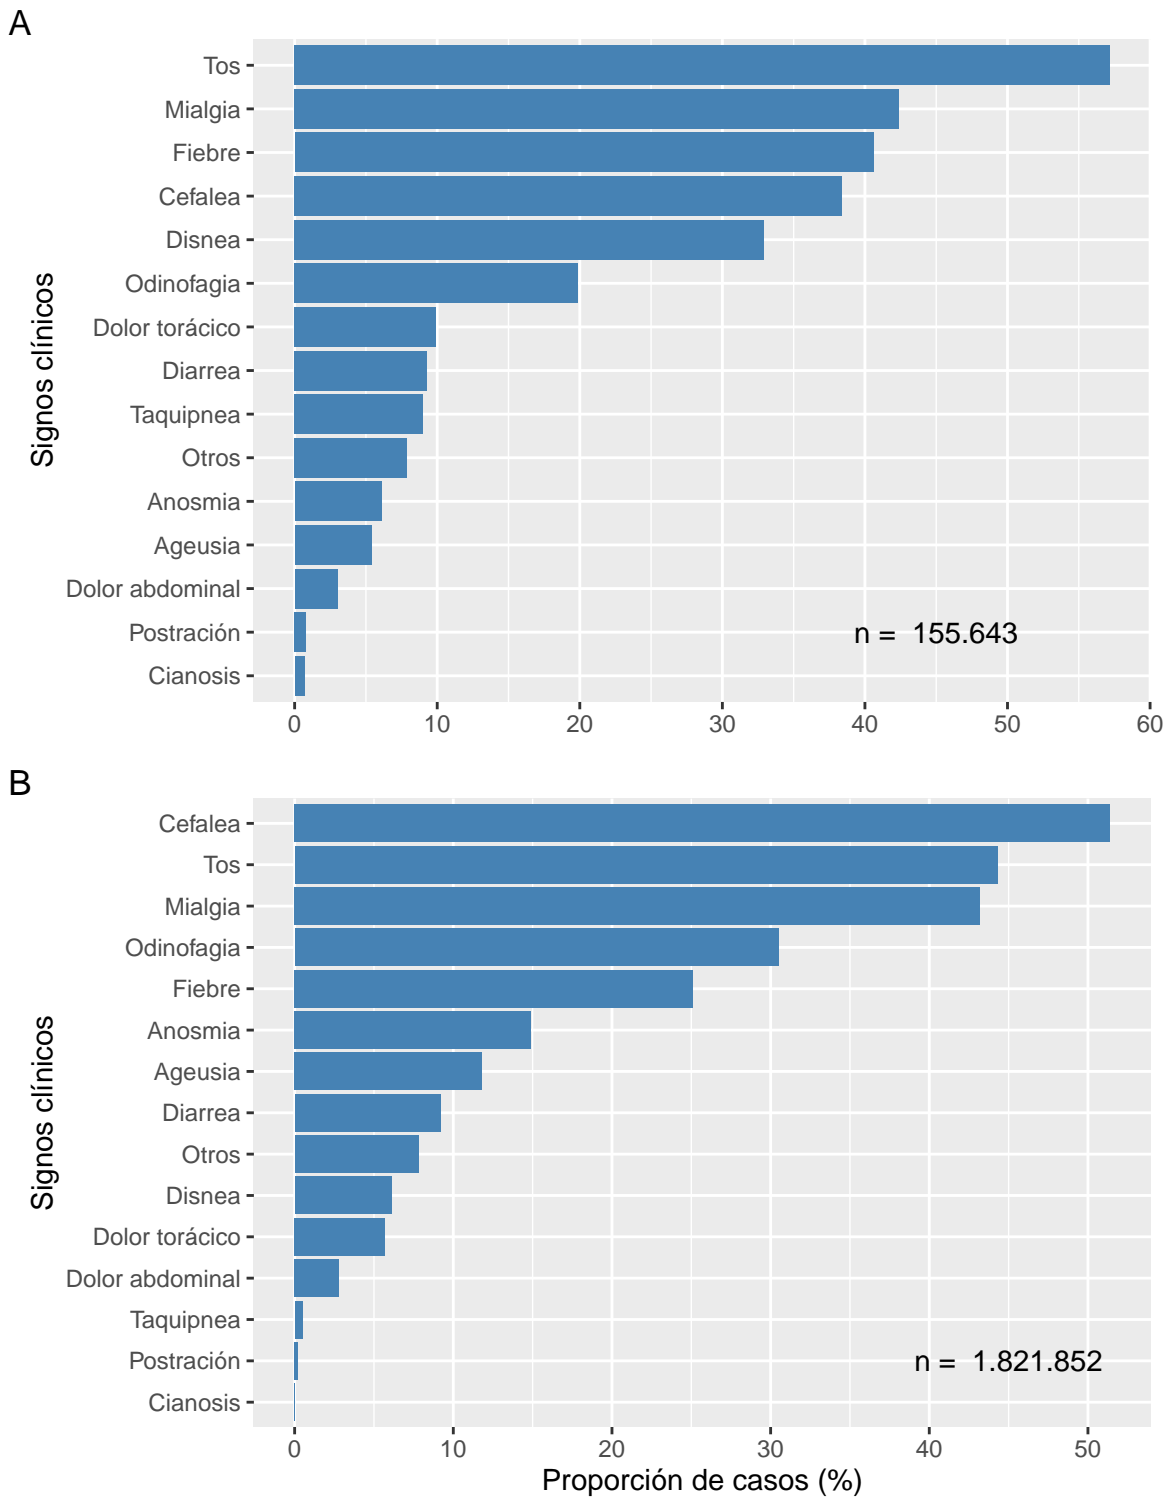 A
Signos clínicos
Tos
Mialgia
Fiebre
Cefalea
Disnea
Odinofagia
Dolor torácico
Diarrea
Taquipnea
Otros
Anosmia
Ageusia
Dolor abdominal
Postración
Cianosis
n = 155.643
0 10 20 30 40 50 60
B
Signos clínicos
Cefalea
Tos
Mialgia
Odinofagia
Fiebre
Anosmia
Ageusia
Diarrea
Otros
Disnea
Dolor torácico
Dolor abdominal
Taquipnea
Postración
Cianosis
n = 1.821.852
0 10 20 30 40 50
Proporción de casos (%)